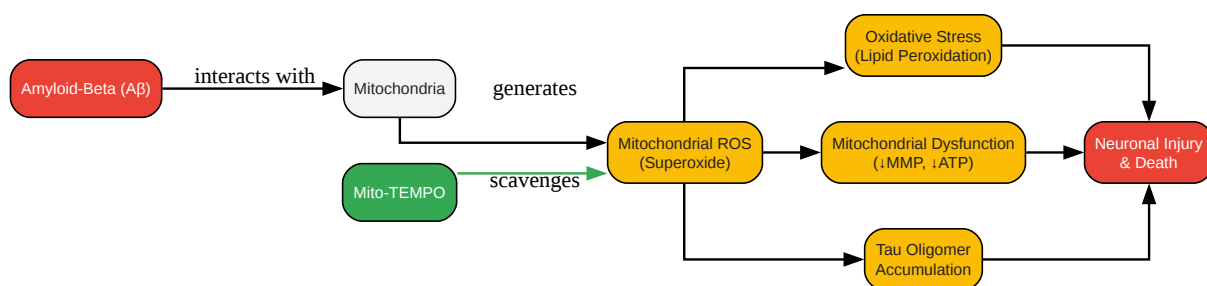 Amyloid-Beta (Aβ)
interacts with
Mitochondria
generates
Mito-TEMPO
scavenges
Mitochondrial ROS
(Superoxide)
Oxidative Stress
(Lipid Peroxidation)
Mitochondrial Dysfunction
(↓MMP, ↓ATP)
Tau Oligomer
Accumulation
Neuronal Injury
& Death